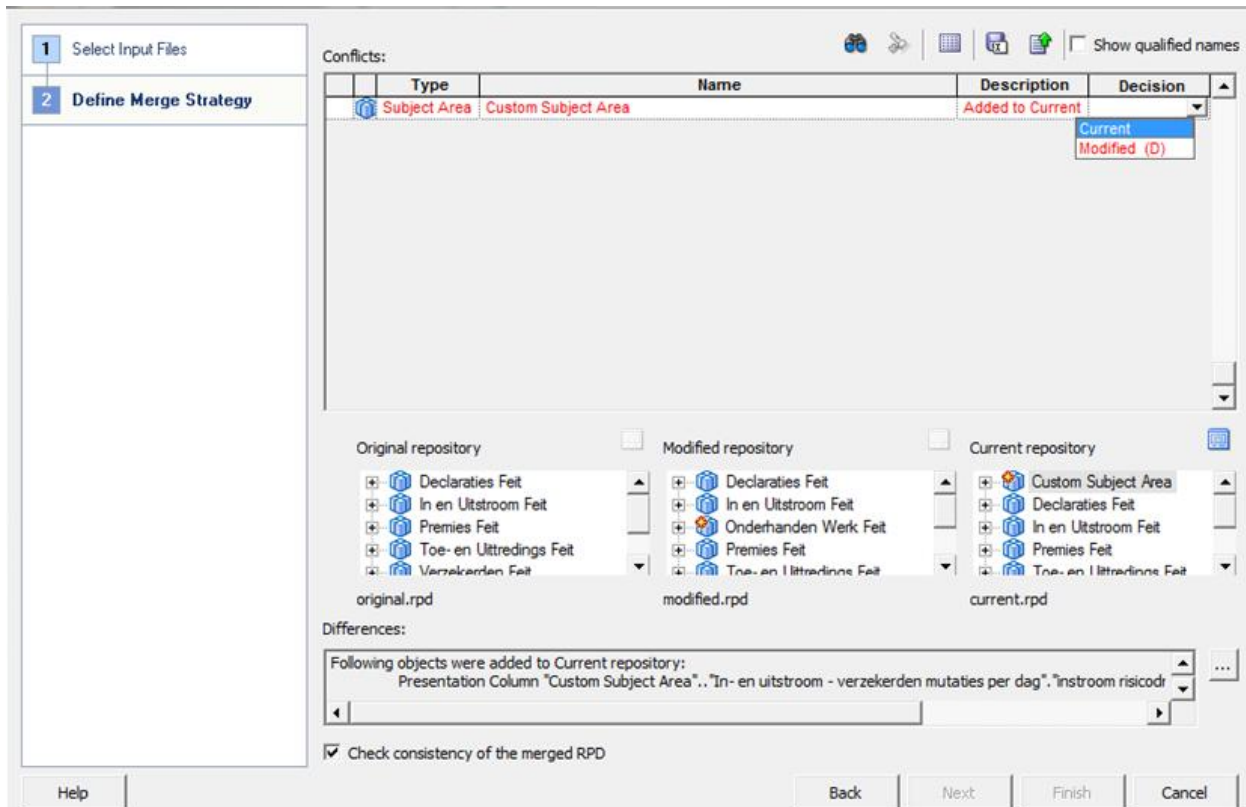 1 Select Input Files
2 Define Merge Strategy
Conflicts:
Show qualified names
Type Name Description Decision
Subject Area Custom Subject Area Added to Current
Current
Modified (D)
Original repository
Declaraties Feit
In en Uitstroom Feit
Premies Feit
Toe- en Uittredings Feit
Verzekerden Feit
original.rpd
Modified repository
Declaraties Feit
In en Uitstroom Feit
Onderhanden Werk Feit
Premies Feit
Toe- en Uittredings Feit
modified.rpd
Current repository
Custom Subject Area
Declaraties Feit
In en Uitstroom Feit
Premies Feit
Toe- en Uittredings Feit
current.rpd
Differences:
Following objects were added to Current repository:
Presentation Column "Custom Subject Area".."In- en uitstroom - verzekerden mutaties per dag"."instroom risicodr
...
Check consistency of the merged RPD
Help Back Next Finish Cancel